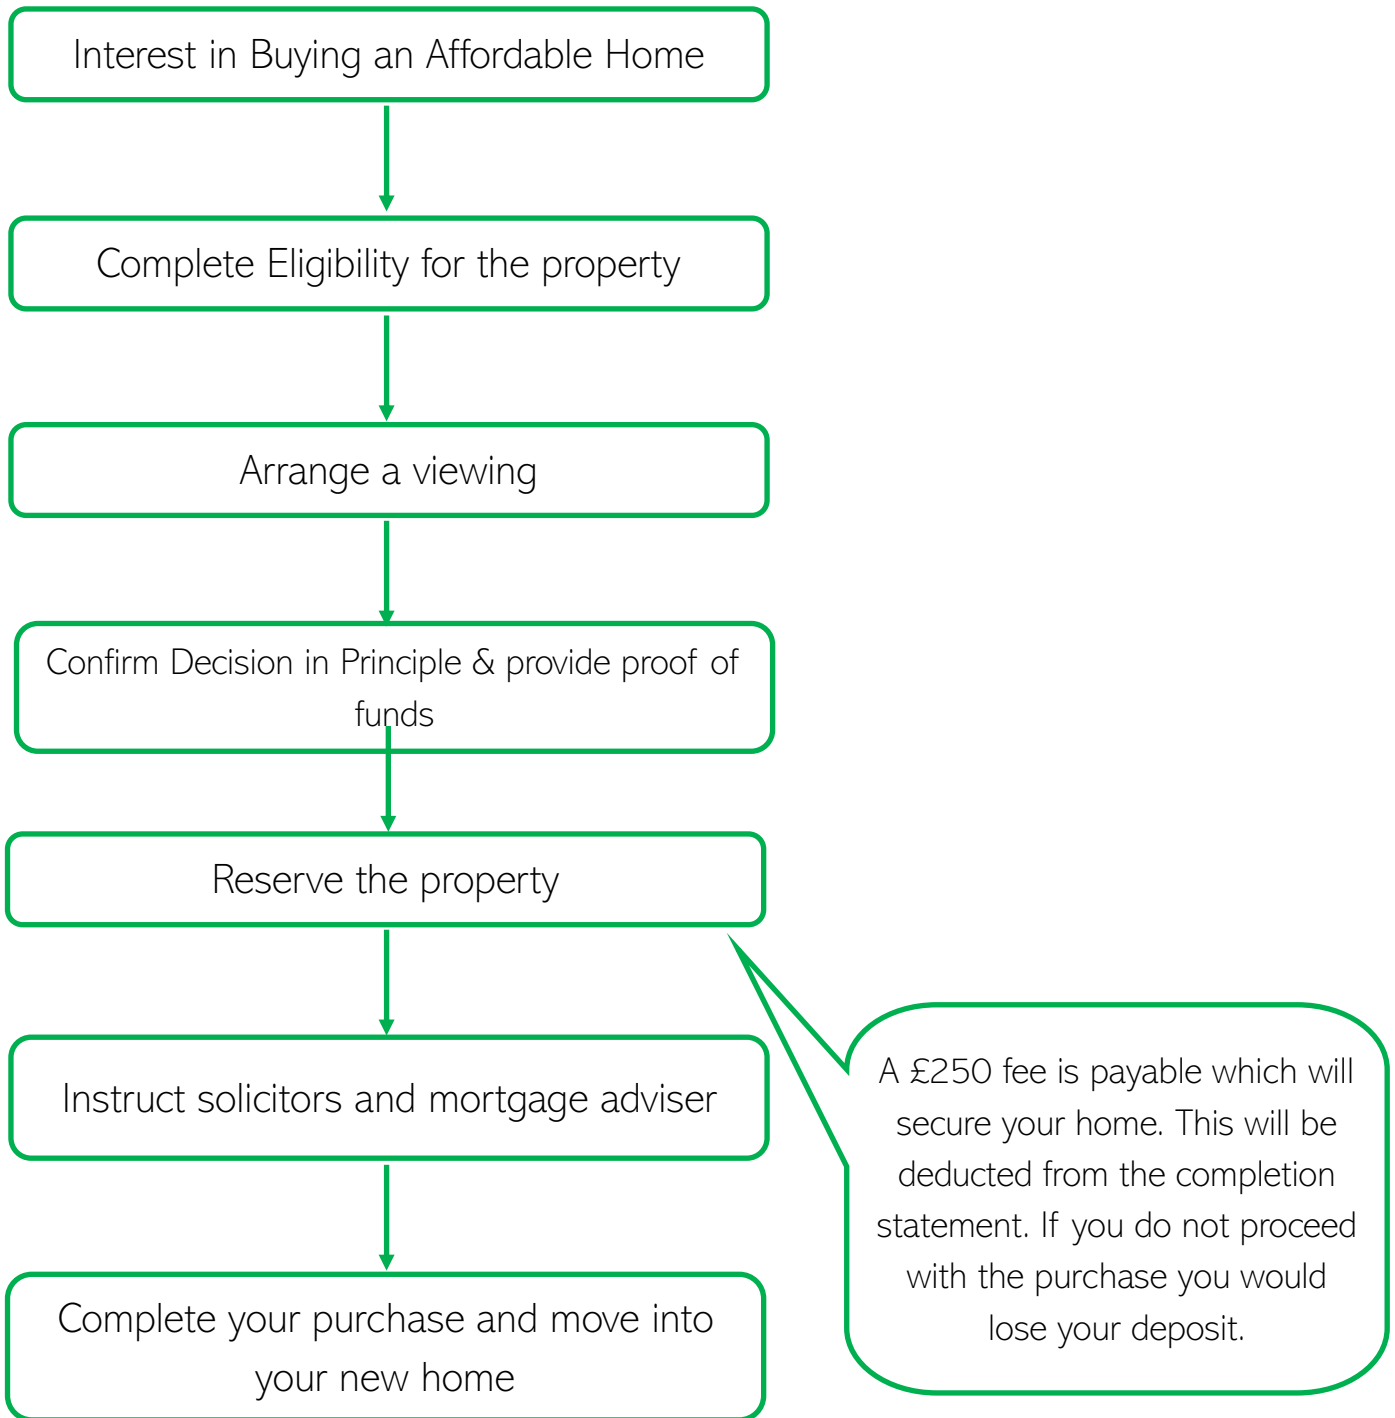 Interest in Buying an Affordable Home
Complete Eligibility for the property
Arrange a viewing
Confirm Decision in Principle & provide proof of
funds
Reserve the property
Instruct solicitors and mortgage adviser
A £250 fee is payable which will
secure your home. This will be
deducted from the completion
statement. If you do not proceed
with the purchase you would
lose your deposit.
Complete your purchase and move into
your new home